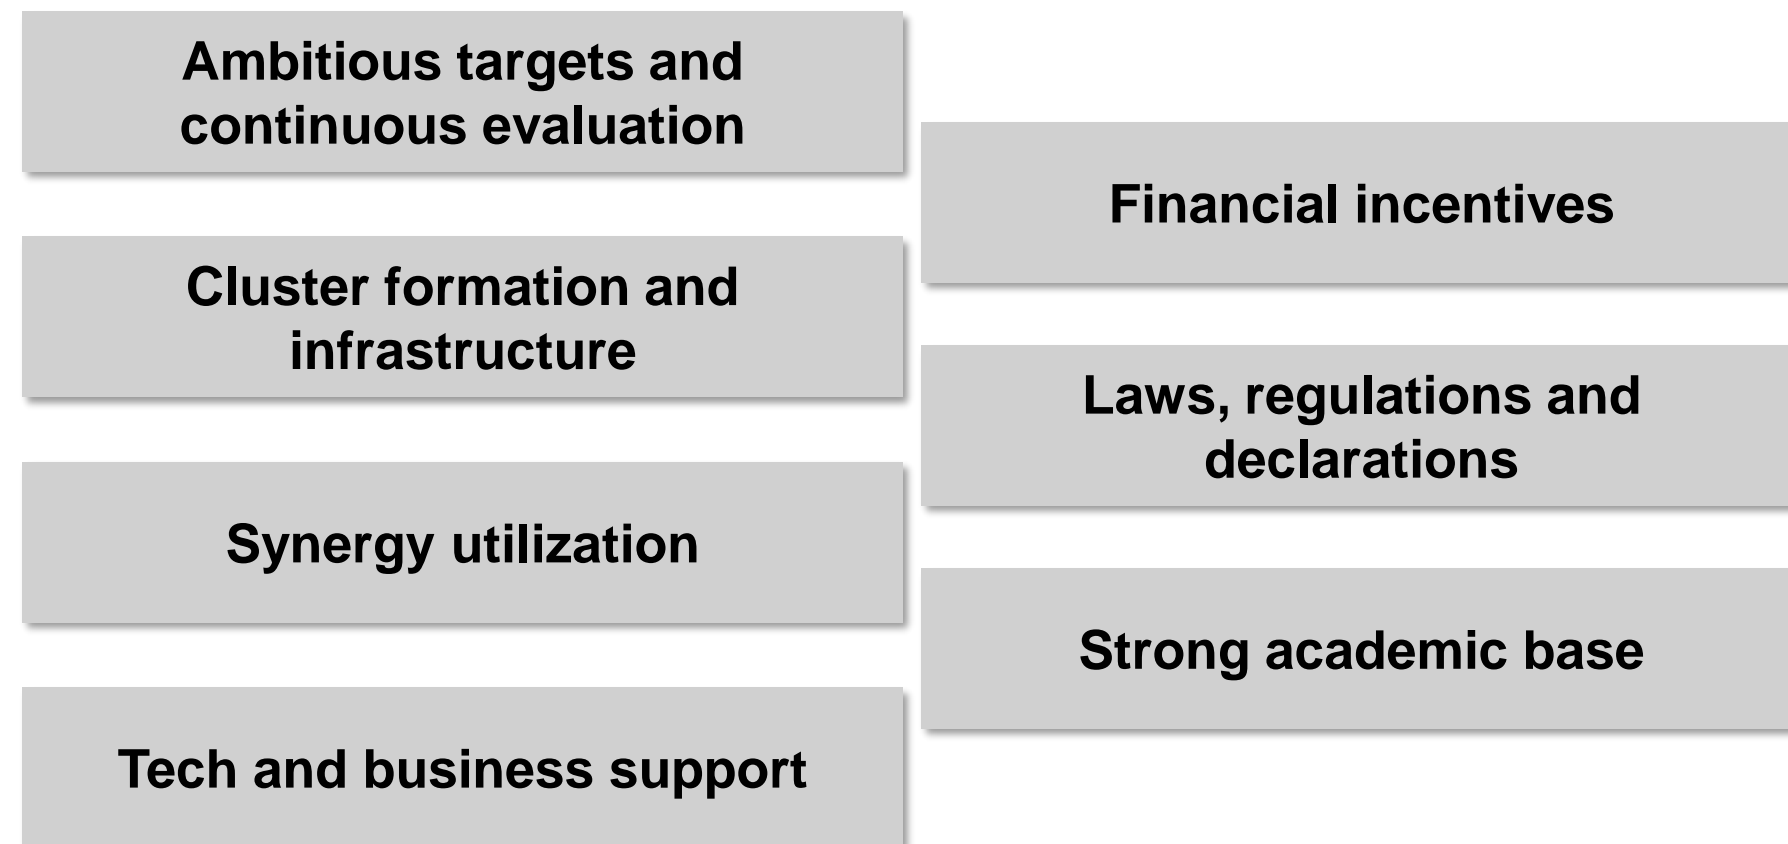 Ambitious targets and
continuous evaluation
Cluster formation and
infrastructure
Synergy utilization
Tech and business support
Financial incentives
Laws, regulations and
declarations
Strong academic base